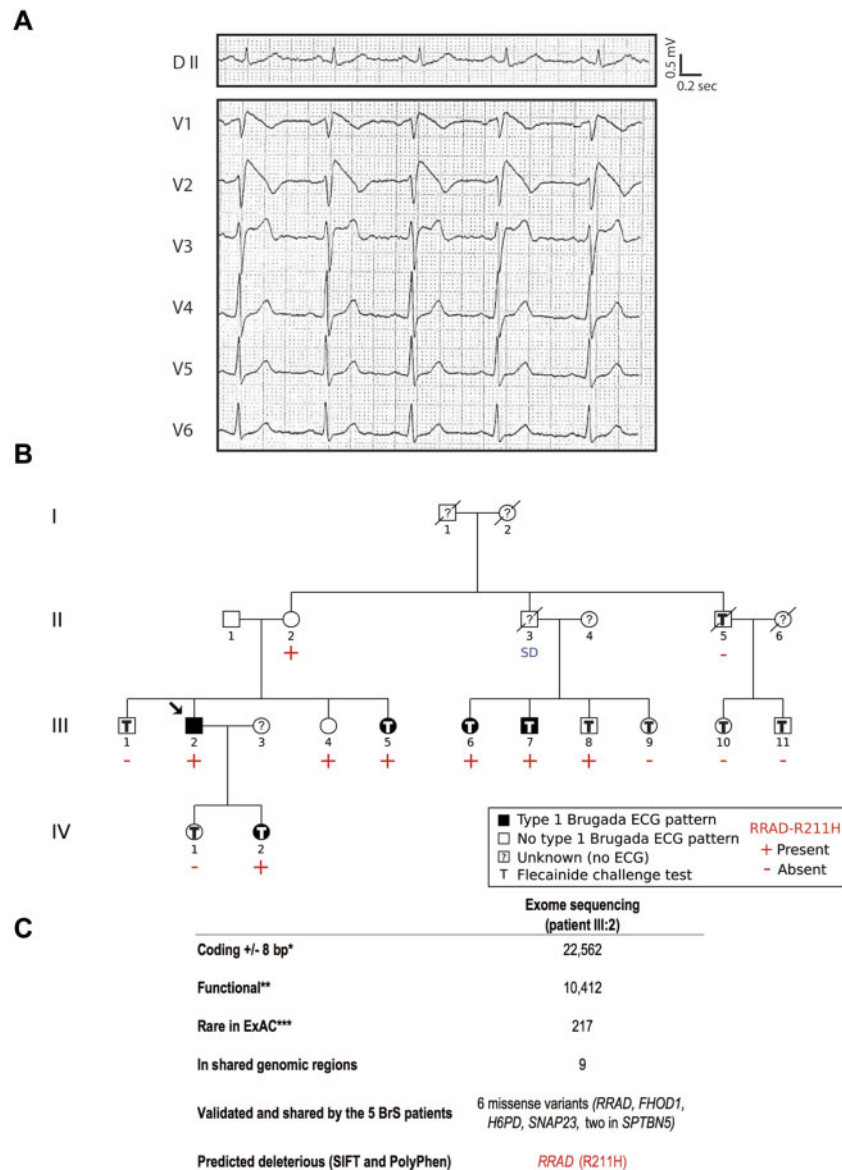 A
D II
0.5 mV
0.2 sec
V1
V2
V3
V4
V5
V6
B
I
? ?
1 2
II
? ? T ?
1 2 3 4 5 6
+ SD -
III
T ? T T T T T T T
1 2 3 4 5 6 7 8 9 10 11
- + + + + + + - - -
IV
T T
1 2
- +
Type 1 Brugada ECG pattern
No type 1 Brugada ECG pattern
? Unknown (no ECG)
T Flecainide challenge test
RRAD-R211H
+ Present
- Absent
C
Exome sequencing
(patient III:2)
Coding +/- 8 bp* 22,562
Functional** 10,412
Rare in ExAC*** 217
In shared genomic regions 9
Validated and shared by the 5 BrS patients 6 missense variants (RRAD, FHOD1,
H6PD, SNAP23, two in SPTBN5)
Predicted deleterious (SIFT and PolyPhen) RRAD (R211H)